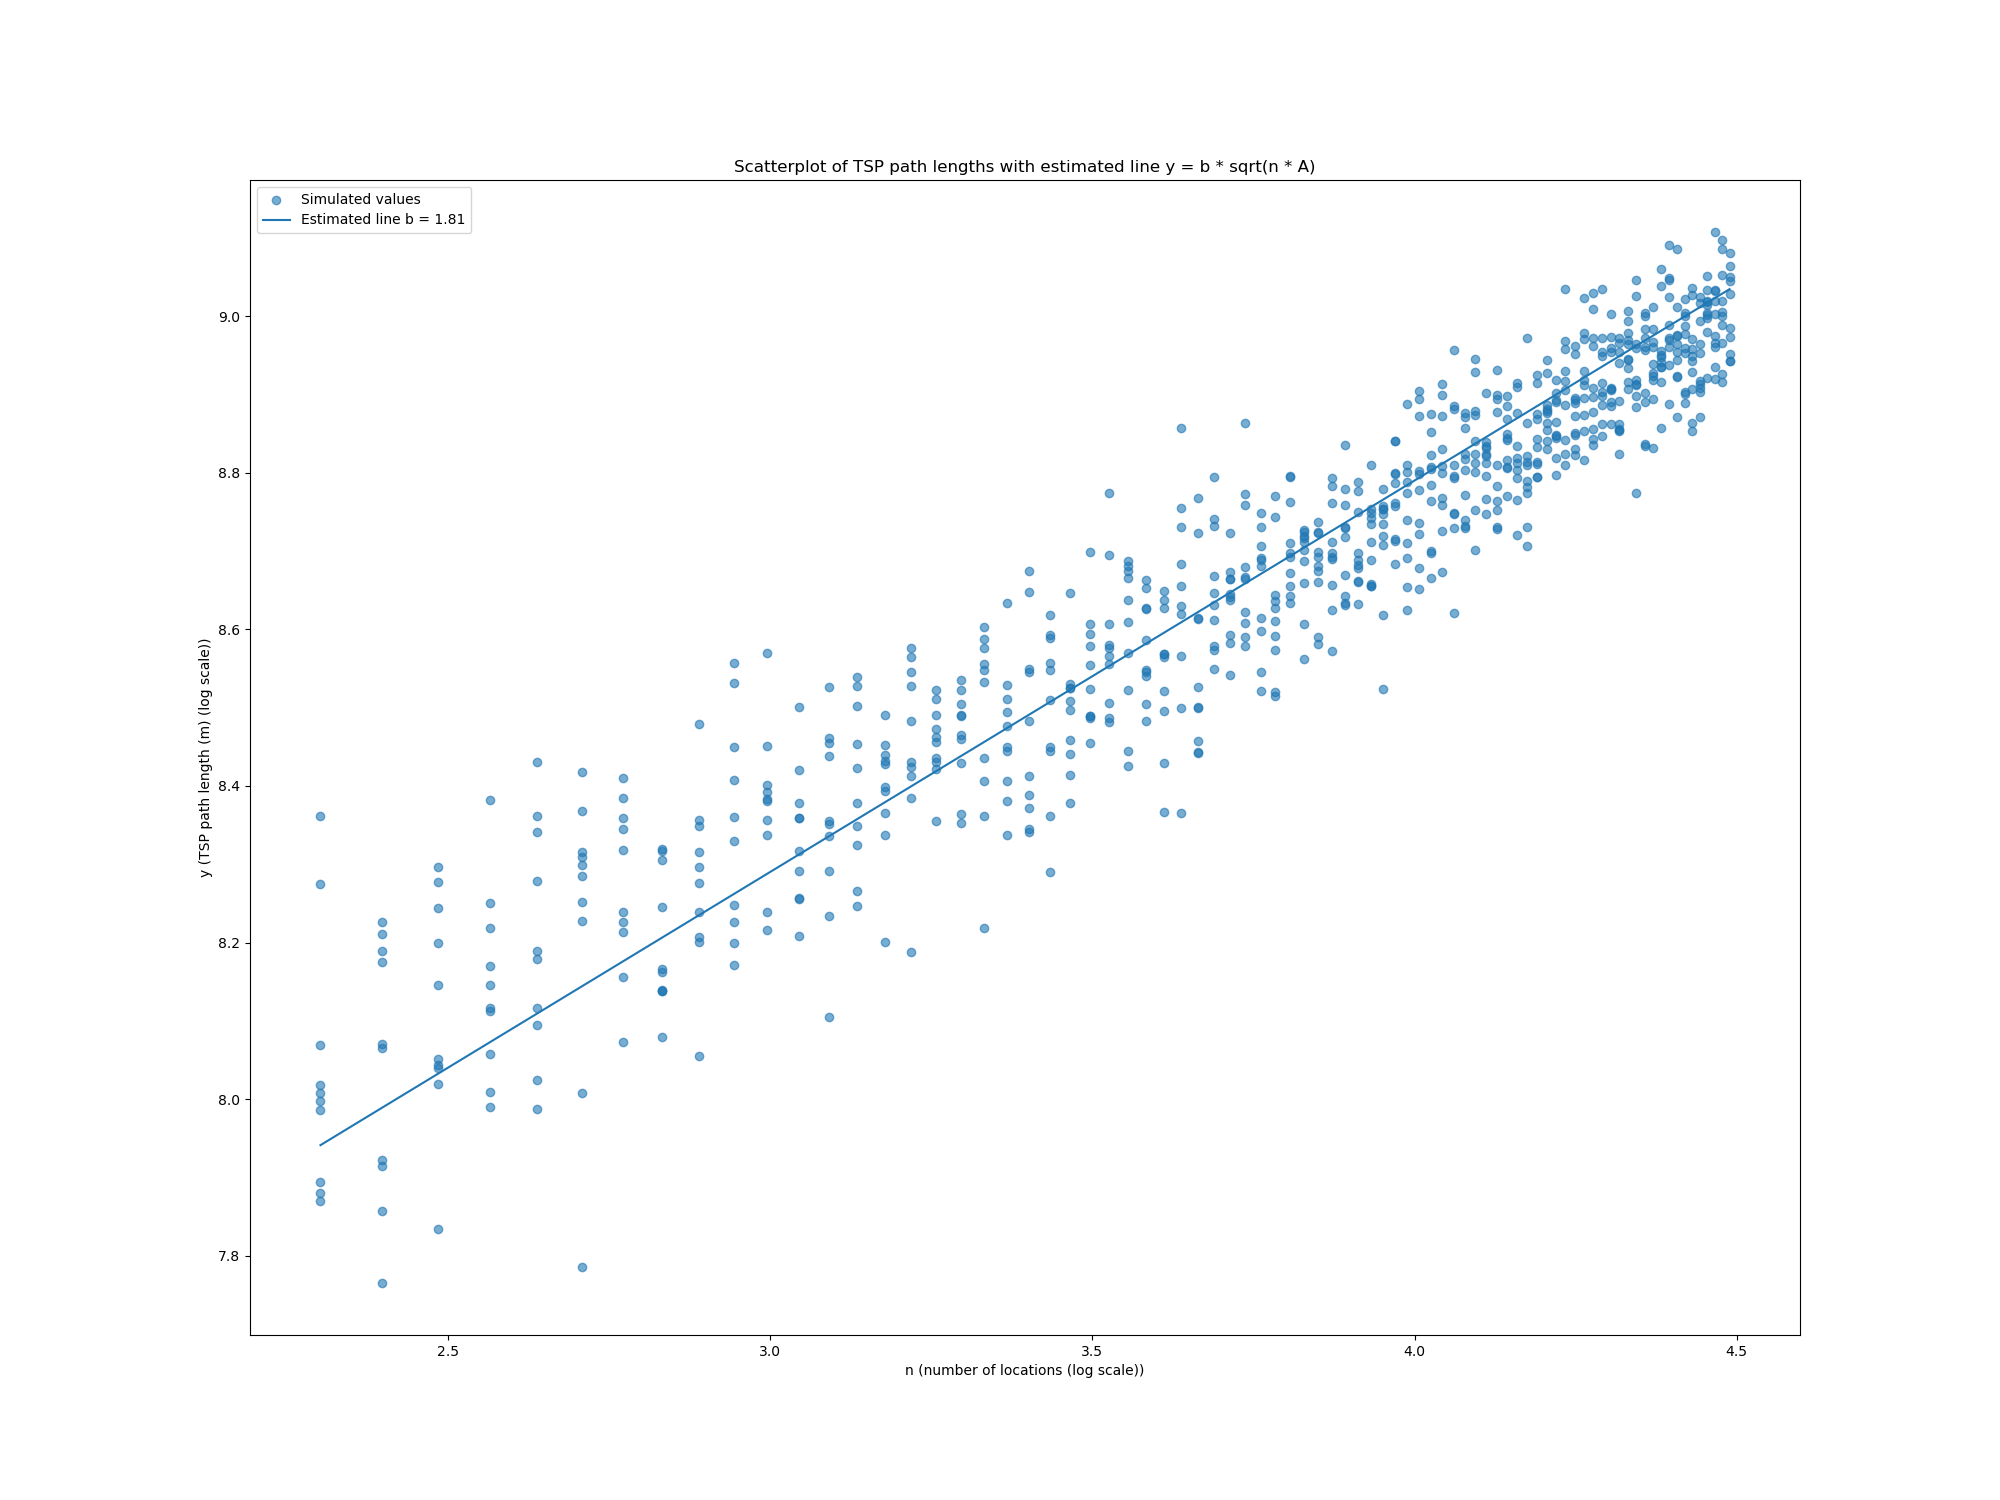 Scatterplot of TSP path lengths with estimated line y = b * sqrt(n * A)
Simulated values
Estimated line b = 1.81
9.0
8.8
8.6
8.4
8.2
8.0
7.8
y (TSP path length (m) (log scale))
2.5 3.0 3.5 4.0 4.5
n (number of locations (log scale))